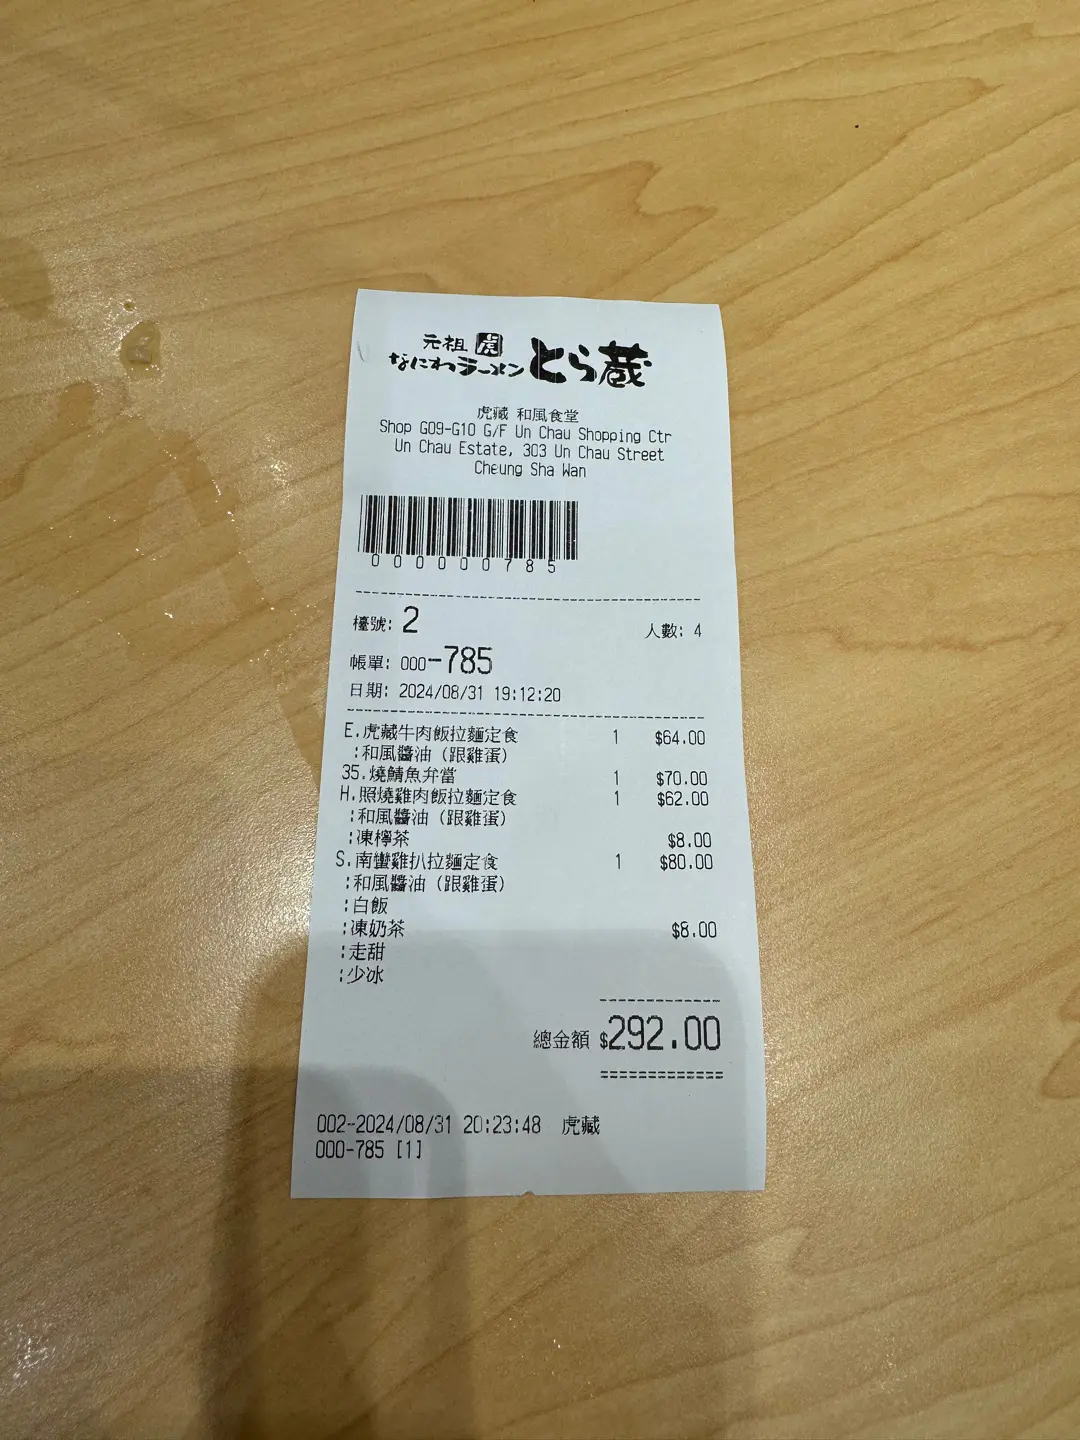 元祖 虎
なにわラーメン とら蔵
虎藏 和風食堂
Shop G09-G10 G/F Un Chau Shopping Ctr
Un Chau Estate, 303 Un Chau Street
Cheung Sha Wan
000000785
檯號: 2 人數: 4
帳單: 000-785
日期: 2024/08/31 19:12:20
E.虎藏牛肉飯拉麵定食 1 $64.00
:和風醬油（跟雞蛋）
35.燒鯖魚弁當 1 $70.00
H.照燒雞肉飯拉麵定食 1 $62.00
:和風醬油（跟雞蛋）
:凍檸茶 $8.00
S.南蠻雞扒拉麵定食 1 $80.00
:和風醬油（跟雞蛋）
:白飯
:凍奶茶 $8.00
:走甜
:少冰
總金額 $292.00
002-2024/08/31 20:23:48 虎藏
000-785 [1]